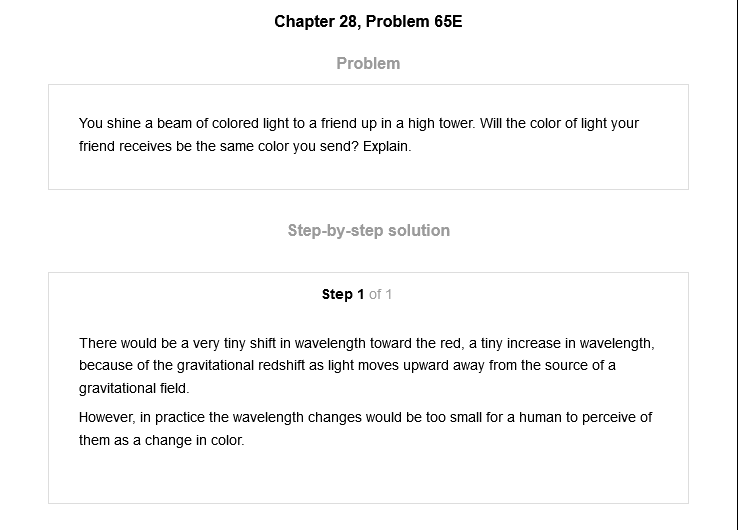 Chapter 28, Problem 65E
Problem
You shine a beam of colored light to a friend up in a high tower. Will the color of light your
friend receives be the same color you send? Explain.
Step-by-step solution
Step 1 of 1
There would be a very tiny shift in wavelength toward the red, a tiny increase in wavelength,
because of the gravitational redshift as light moves upward away from the source of a
gravitational field.
However, in practice the wavelength changes would be too small for a human to perceive of
them as a change in color.